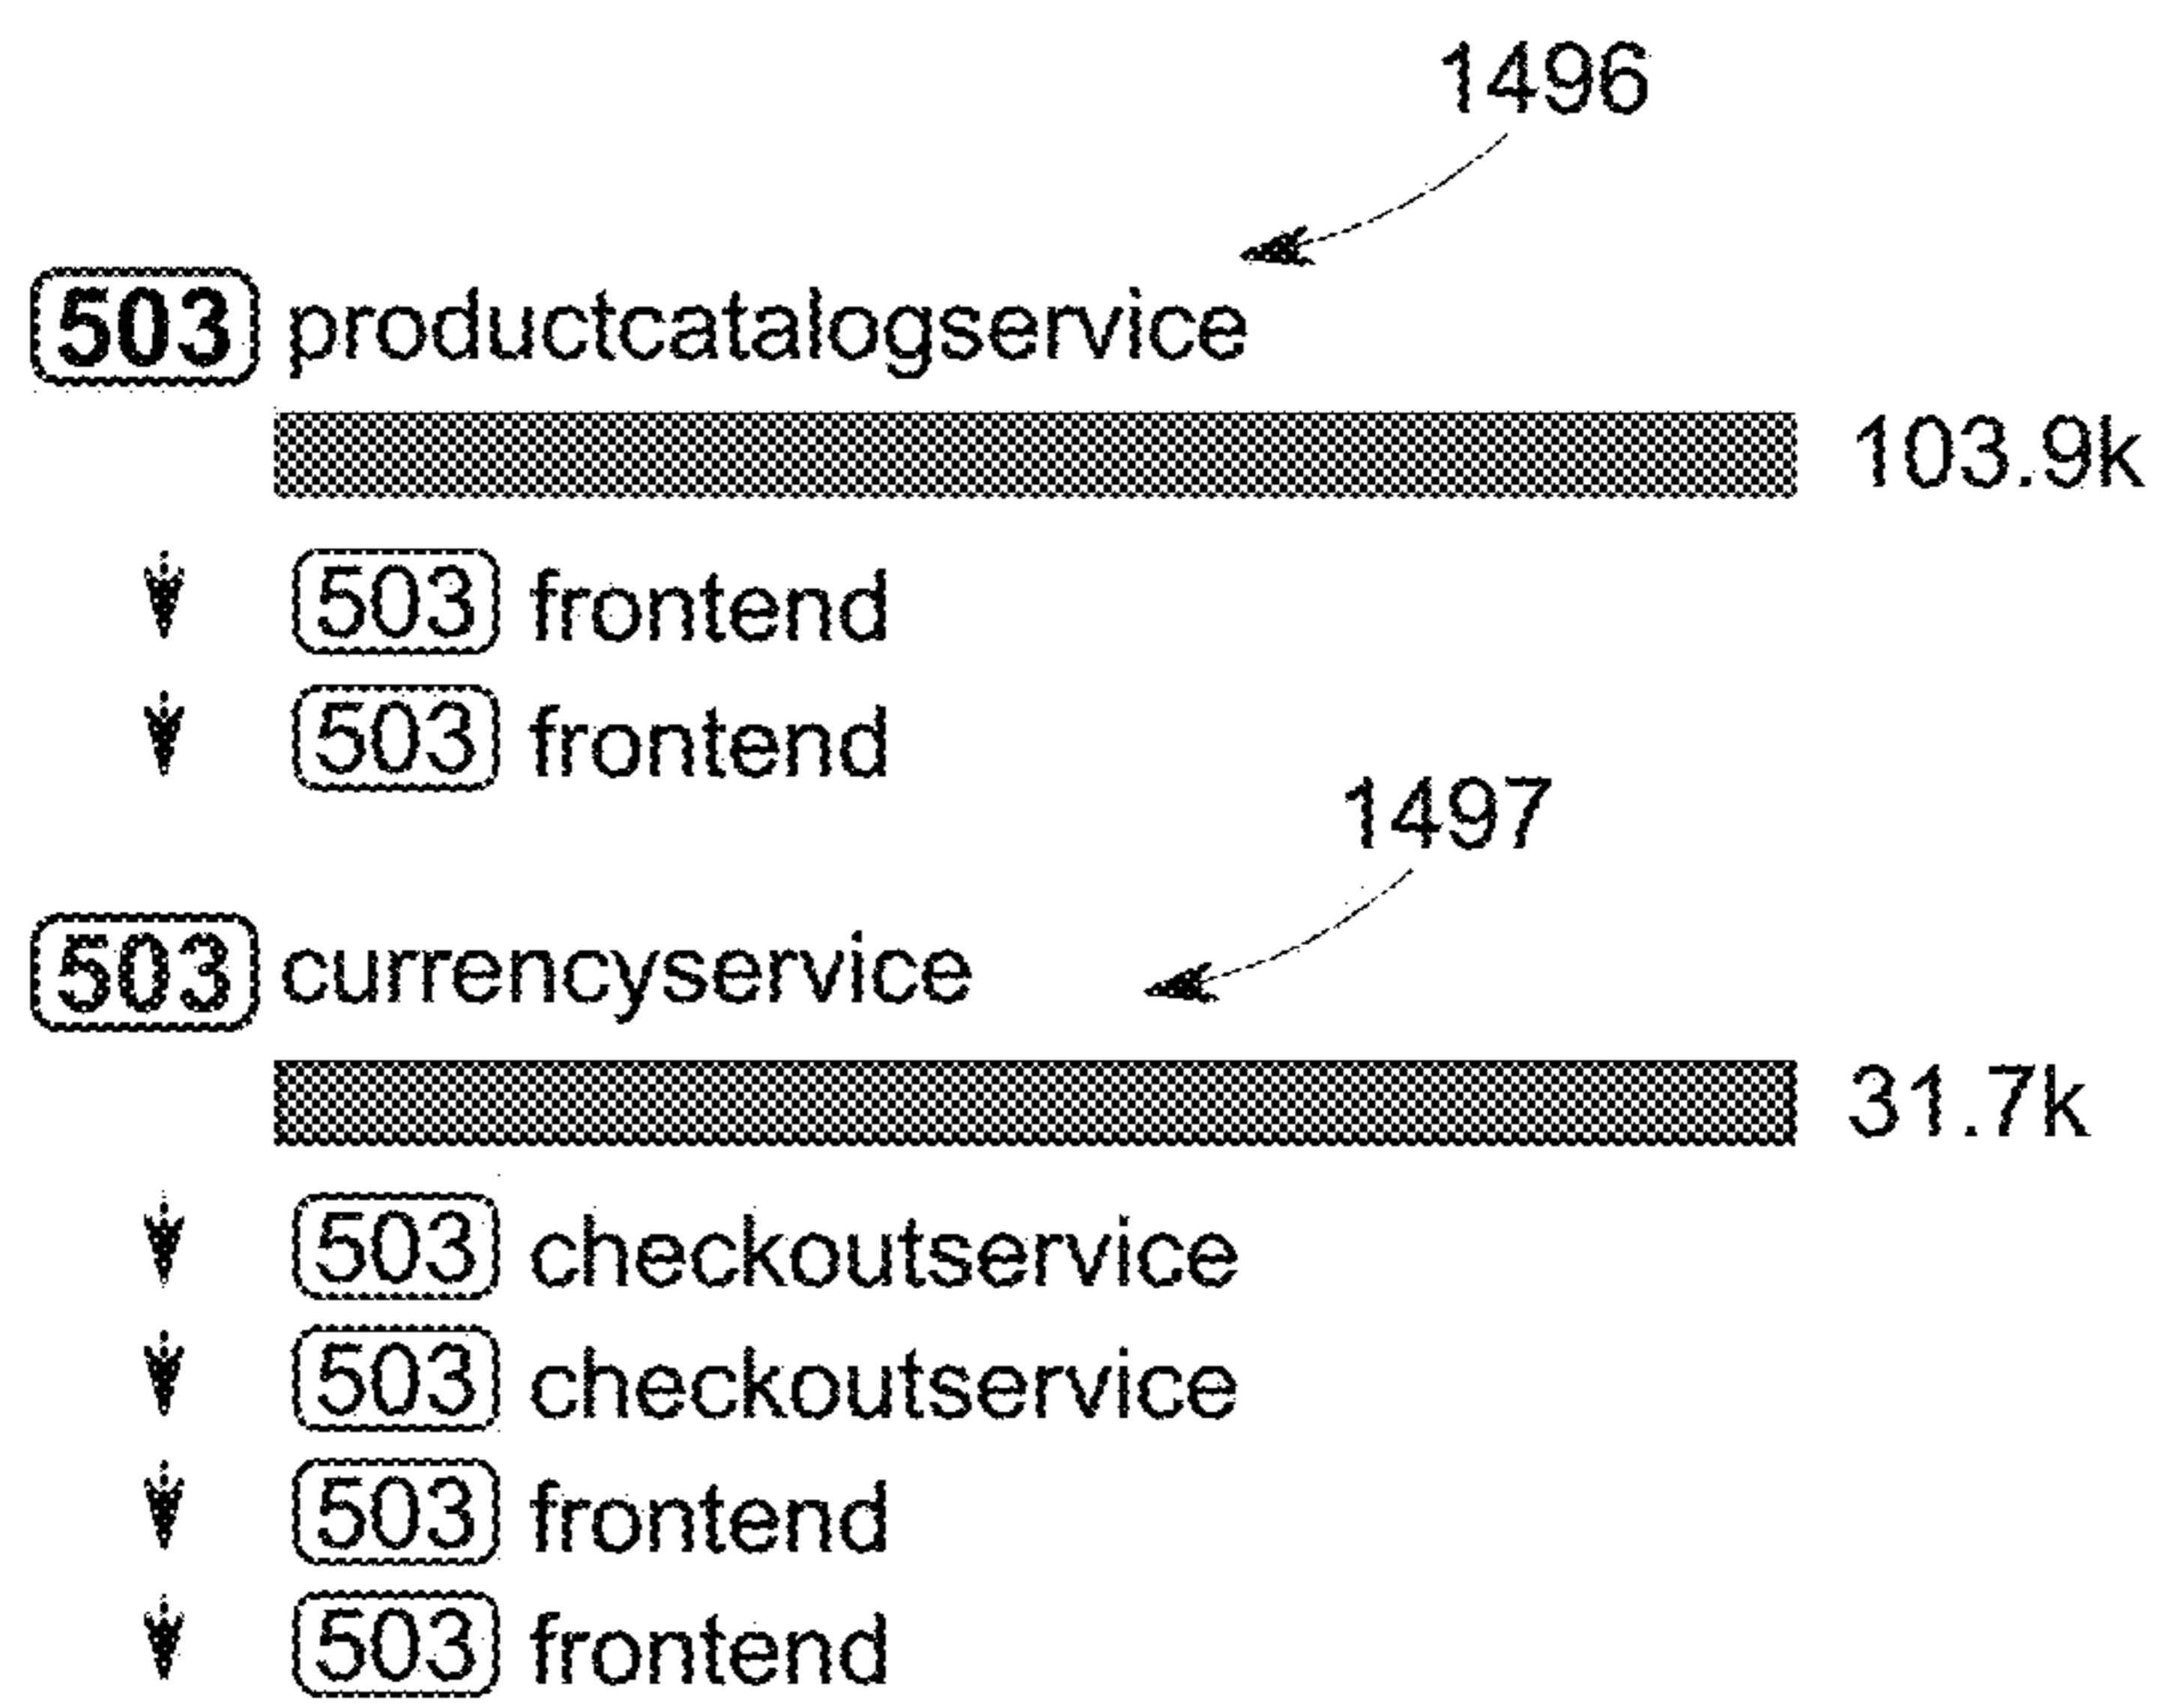 1496
503 productcatalogservice
103.9k
503 frontend
503 frontend
1497
503 currencyservice
31.7k
503 checkoutservice
503 checkoutservice
503 frontend
503 frontend